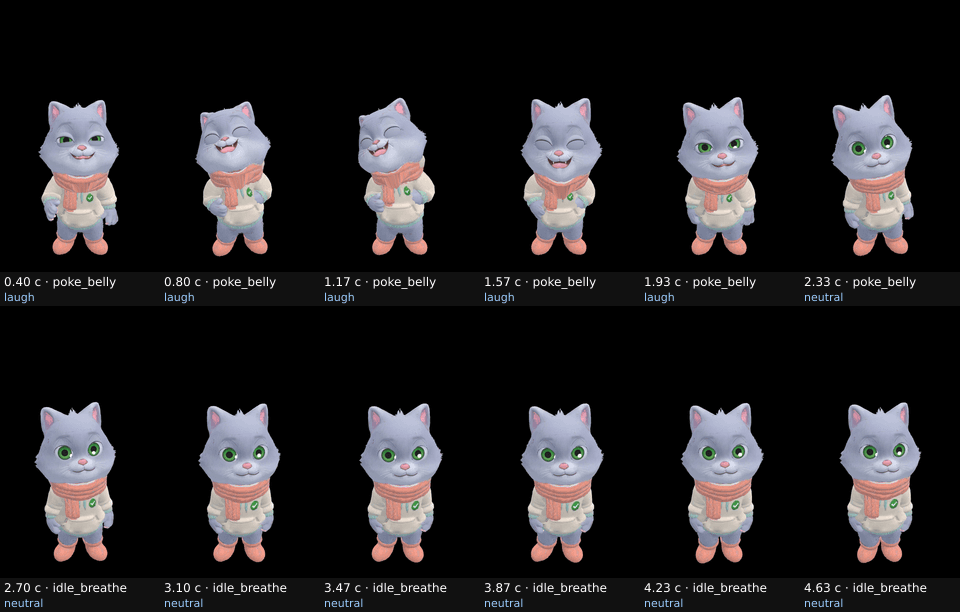 0.40 c · poke_belly
laugh
0.80 c · poke_belly
laugh
1.17 c · poke_belly
laugh
1.57 c · poke_belly
laugh
1.93 c · poke_belly
laugh
2.33 c · poke_belly
neutral
2.70 c · idle_breathe
neutral
3.10 c · idle_breathe
neutral
3.47 c · idle_breathe
neutral
3.87 c · idle_breathe
neutral
4.23 c · idle_breathe
neutral
4.63 c · idle_breathe
neutral